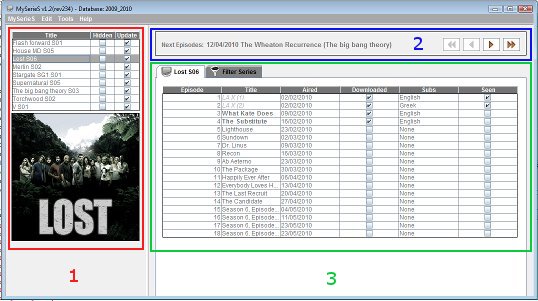 MySerieS v1.2(rev234) - Database: 2009_2010
MySerieS Edit Tools Help
Title Hidden Update
Flash forward S01
House MD S05
Lost S06
Merlin S02
Stargate SG1 S01
Supernatural S05
The big bang theory S03
Torchwood S02
V S01
LOST
1
Next Episodes: 12/04/2010 The Wheaton Recurrence (The big bang theory)
2
Lost S06 Filter Series
Episode Title Aired Downloaded Subs Seen
1 LA X (1) 02/02/2010 English
2 LA X (2) 02/02/2010 Greek
3 What Kate Does 09/02/2010 English
4 The Substitute 16/02/2010 English
5 Lighthouse 23/02/2010 None
6 Sundown 02/03/2010 None
7 Dr. Linus 09/03/2010 None
8 Recon 16/03/2010 None
9 Ab Aeterno 23/03/2010 None
10 The Package 30/03/2010 None
11 Happily Ever After 06/04/2010 None
12 Everybody Loves H... 13/04/2010 None
13 The Last Recruit 20/04/2010 None
14 The Candidate 27/04/2010 None
15 Season 6, Episode... 04/05/2010 None
16 Season 6, Episode... 11/05/2010 None
17 Season 6, Episode... 23/05/2010 None
18 Season 6, Episode... 23/05/2010 None
3